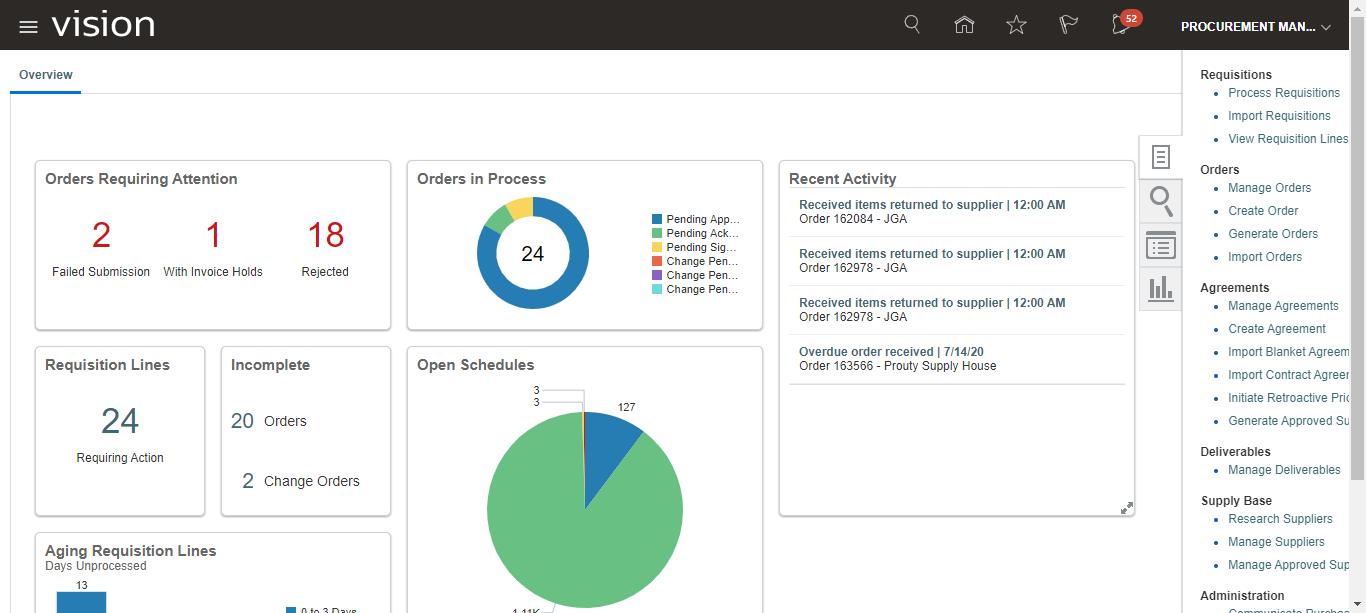 vision
52
PROCUREMENT MAN...
Overview
Orders Requiring Attention
2
1
18
Failed Submission
With Invoice Holds
Rejected
Orders in Process
24
Pending App...
Pending Ack...
Pending Sig...
Change Pen...
Change Pen...
Change Pen...
Recent Activity
Received items returned to supplier | 12:00 AM
Order 162084 - JGA
Received items returned to supplier | 12:00 AM
Order 162978 - JGA
Received items returned to supplier | 12:00 AM
Order 162978 - JGA
Overdue order received | 7/14/20
Order 163566 - Prouty Supply House
Requisition Lines
24
Requiring Action
Incomplete
20 Orders
2 Change Orders
Open Schedules
3
3
127
1.11K
Aging Requisition Lines
Days Unprocessed
13
0 to 3 Days
Requisitions
Process Requisitions
Import Requisitions
View Requisition Lines
Orders
Manage Orders
Create Order
Generate Orders
Import Orders
Agreements
Manage Agreements
Create Agreement
Import Blanket Agreem
Import Contract Agreer
Initiate Retroactive Pric
Generate Approved Su
Deliverables
Manage Deliverables
Supply Base
Research Suppliers
Manage Suppliers
Manage Approved Sup
Administration
Communicate Purchas